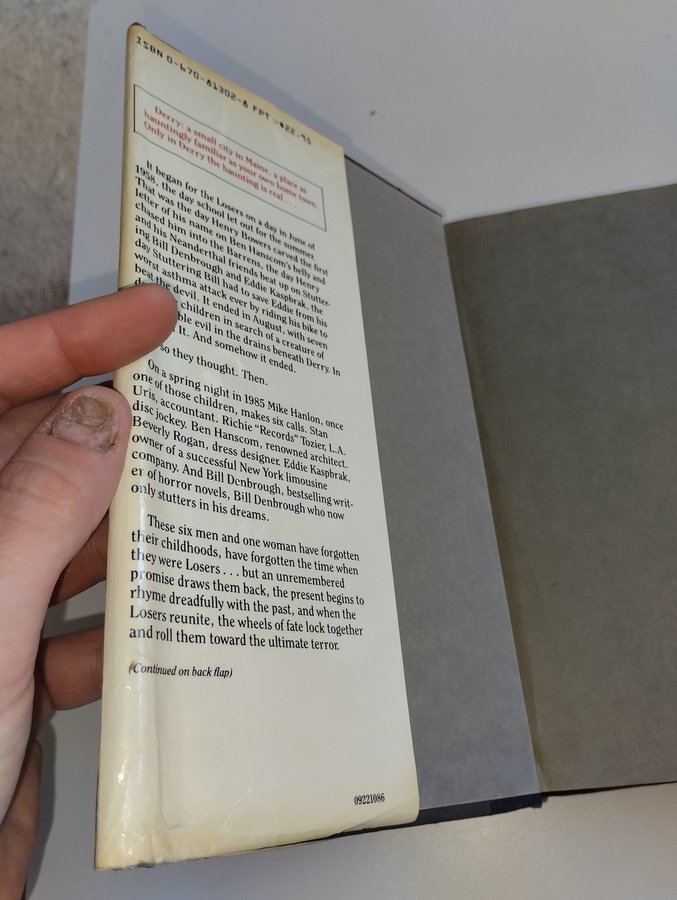 ISBN 0-670-81302-8 FPT >$22.95
Derry: a small city in Maine, a place as
hauntingly familiar as your own home town.
Only in Derry the haunting is real . . .
It began for the Losers on a day in June of
1958, the day school let out for the summer.
That was the day Henry Bowers carved the first
letter of his name on Ben Hanscom's belly and
chased him into the Barrens, the day Henry
and his Neanderthal friends beat up on Stutter-
ing Bill Denbrough and Eddie Kaspbrak, the
day Stuttering Bill had to save Eddie from his
worst asthma attack ever by riding his bike to
beat the devil. It ended in August, with seven
children in search of a creature of
ble evil in the drains beneath Derry. In
It. And somehow it ended.
so they thought. Then.
On a spring night in 1985 Mike Hanlon, once
one of those children, makes six calls. Stan
Uris, accountant. Richie "Records" Tozier, L.A.
disc jockey. Ben Hanscom, renowned architect.
Beverly Rogan, dress designer. Eddie Kaspbrak,
owner of a successful New York limousine
company. And Bill Denbrough, bestselling writ-
er of horror novels, Bill Denbrough who now
only stutters in his dreams.
These six men and one woman have forgotten
their childhoods, have forgotten the time when
they were Losers . . . but an unremembered
promise draws them back, the present begins to
rhyme dreadfully with the past, and when the
Losers reunite, the wheels of fate lock together
and roll them toward the ultimate terror.
(Continued on back flap)
09221086